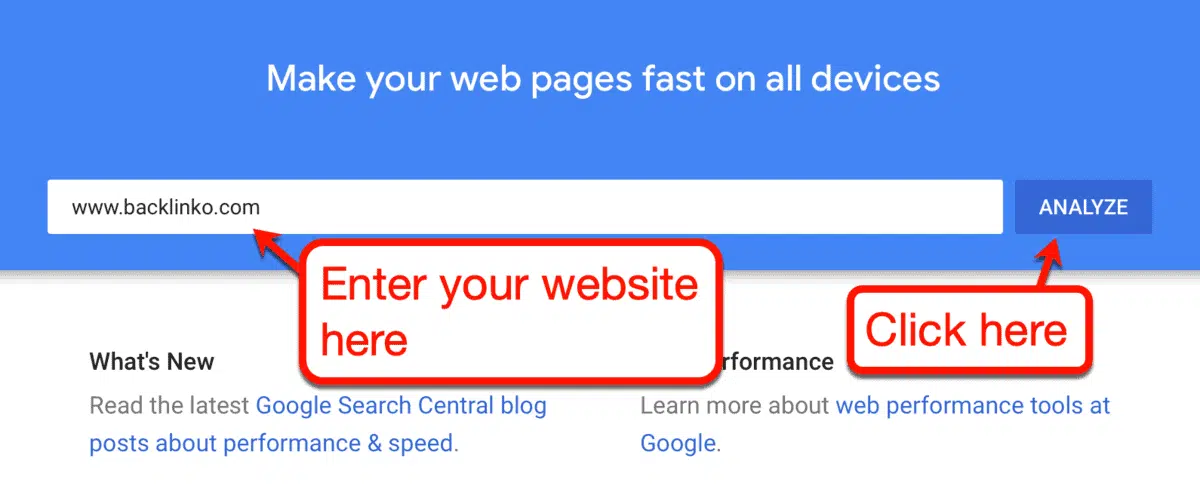 Make your web pages fast on all devices
www.backlinko.com
ANALYZE
Enter your website
here
Click here
What's New
rformance
Read the latest Google Search Central blog
posts about performance & speed.
Learn more about web performance tools at
Google.